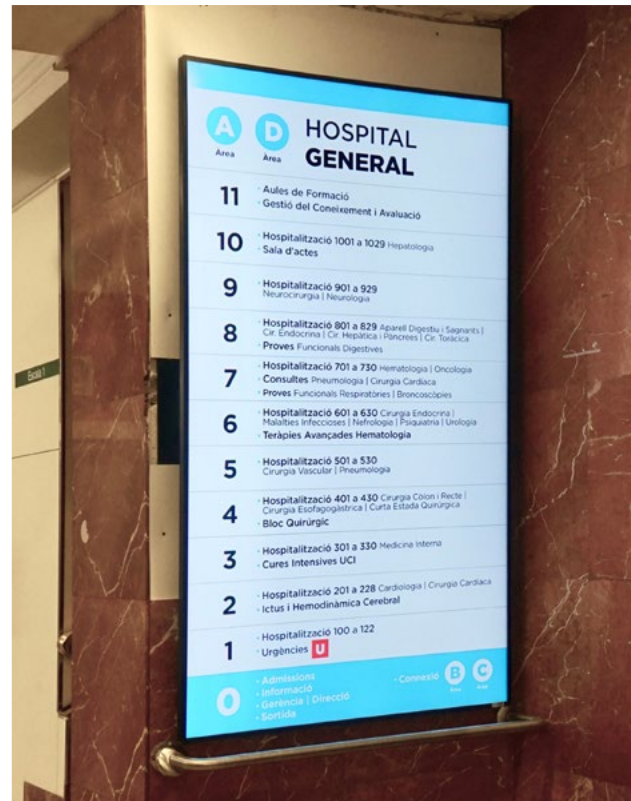 A
Àrea
D
Àrea
HOSPITAL
GENERAL
11
· Aules de Formació
· Gestió del Coneixement i Avaluació
10
· Hospitalització 1001 a 1029 Hepatologia
· Sala d'actes
9
· Hospitalització 901 a 929
Neurocirurgia | Neurologia
8
· Hospitalització 801 a 829 Aparell Digestiu i Sagnants |
Cir. Endocrina | Cir. Hepàtica i Pàncrees | Cir. Toràcica
· Proves Funcionals Digestives
7
· Hospitalització 701 a 730 Hematologia | Oncologia
· Consultes Pneumologia | Cirurgia Cardíaca
· Proves Funcionals Respiratòries | Broncoscòpies
6
· Hospitalització 601 a 630 Cirurgia Endocrina |
Malalties Infeccioses | Nefrologia | Psiquiatria | Urologia
· Teràpies Avançades Hematologia
5
· Hospitalització 501 a 530
Cirurgia Vascular | Pneumologia
4
· Hospitalització 401 a 430 Cirurgia Còlon i Recte |
Cirurgia Esofagogàstrica | Curta Estada Quirúrgica
· Bloc Quirúrgic
3
· Hospitalització 301 a 330 Medicina Interna
· Cures Intensives UCI
2
· Hospitalització 201 a 228 Cardiologia | Cirurgia Cardíaca
· Ictus i Hemodinàmica Cerebral
1
· Hospitalització 100 a 122
· Urgències U
0
· Admissions
· Informació
· Gerència | Direcció
· Sortida
· Connexió
B
Àrea
C
Àrea
Escala 1